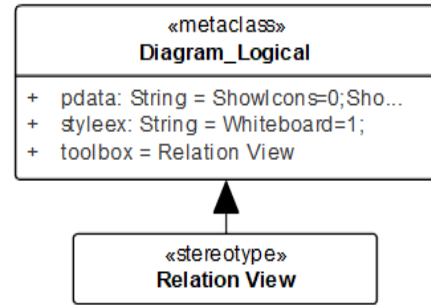 «metaclass»
Diagram_Logical
+ pdata: String = ShowIcons=0;Sho...
+ styleex: String = Whiteboard=1;
+ toolbox = Relation View
«stereotype»
Relation View